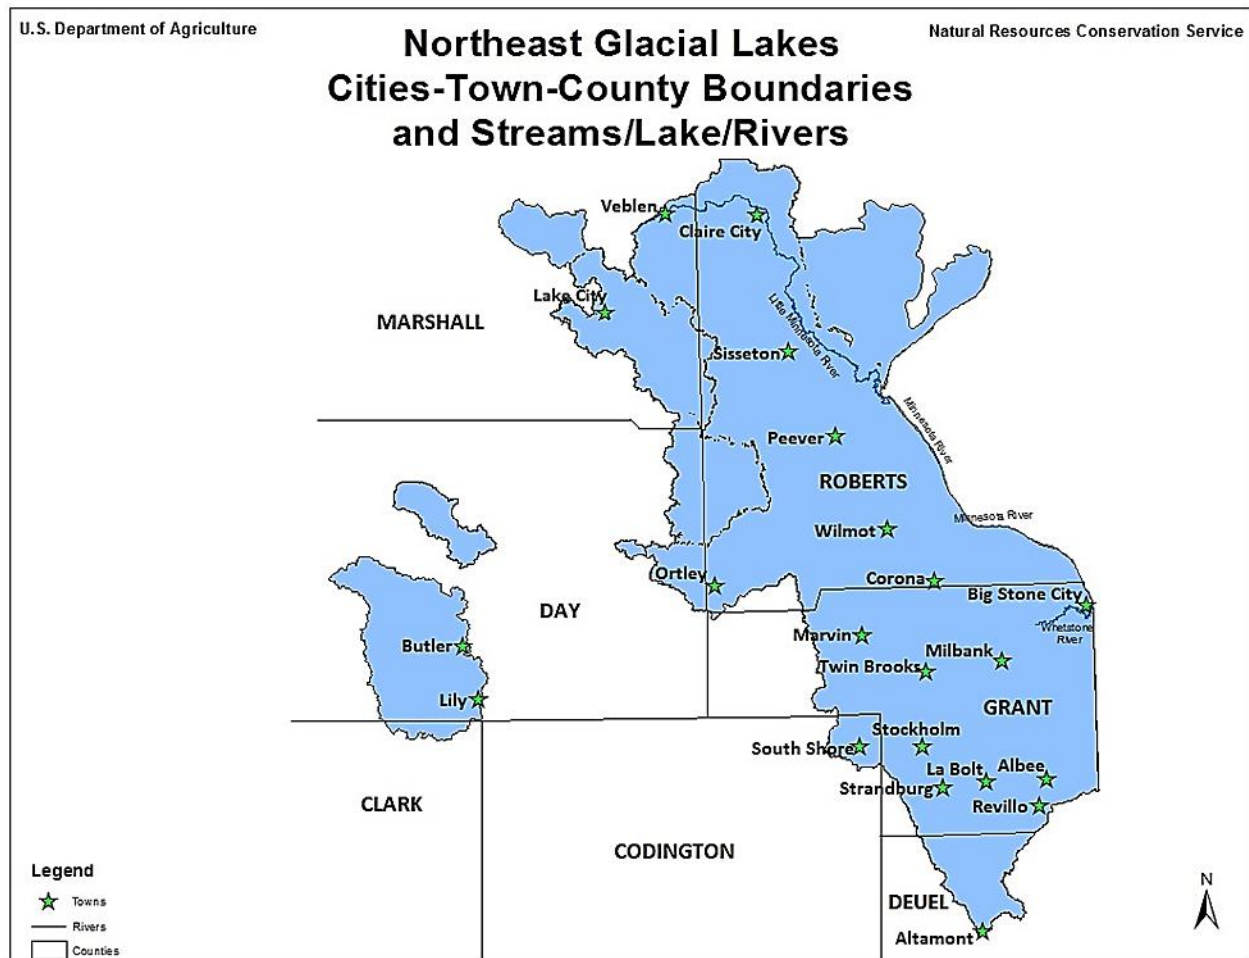 U.S. Department of Agriculture
Natural Resources Conservation Service
Northeast Glacial Lakes
Cities-Town-County Boundaries
and Streams/Lake/Rivers
Veblen
Claire City
Lake City
MARSHALL
Little Minnesota River
Sisseton
Minnesota River
Peever
ROBERTS
Minnesota River
Wilmot
Ortley
Corona
Big Stone City
DAY
Whetstone
River
Marvin
Butler
Milbank
Twin Brooks
Lily
GRANT
Stockholm
South Shore
La Bolt
Albee
Strandburg
Revillo
CLARK
CODINGTON
Legend
Towns
Rivers
Counties
DEUEL
Altamont
N